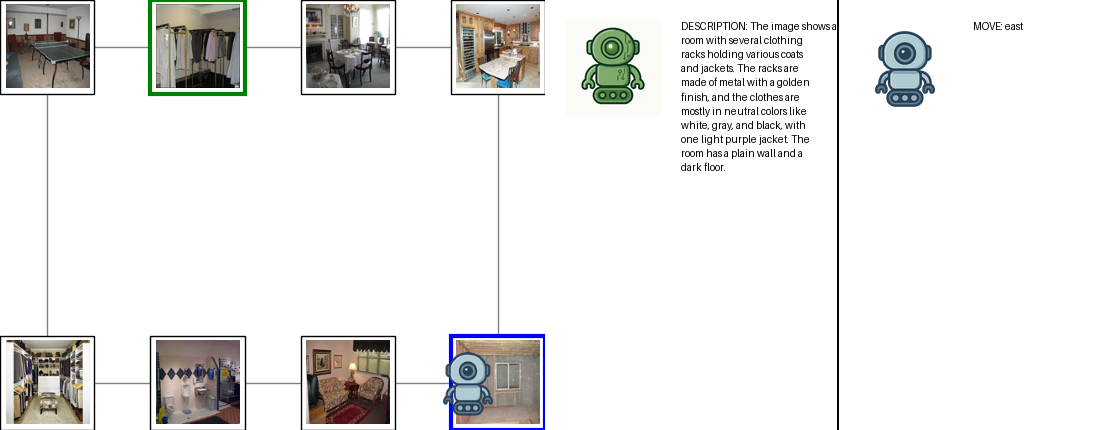 DESCRIPTION: The image shows a
room with several clothing
racks holding various coats
and jackets. The racks are
made of metal with a golden
finish, and the clothes are
mostly in neutral colors like
white, gray, and black, with
one light purple jacket. The
room has a plain wall and a
dark floor.
MOVE: east